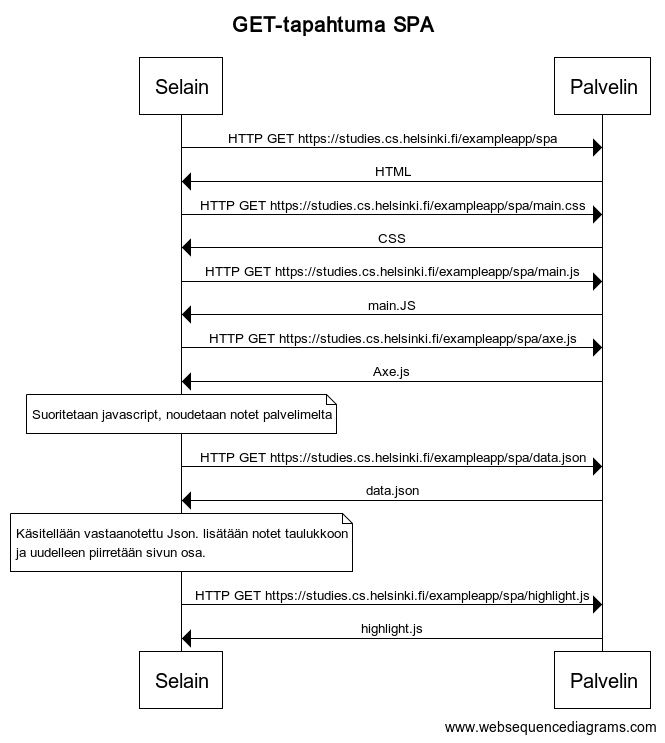 GET-tapahtuma SPA
Selain
Palvelin
HTTP GET https://studies.cs.helsinki.fi/exampleapp/spa
HTML
HTTP GET https://studies.cs.helsinki.fi/exampleapp/spa/main.css
CSS
HTTP GET https://studies.cs.helsinki.fi/exampleapp/spa/main.js
main.JS
HTTP GET https://studies.cs.helsinki.fi/exampleapp/spa/axe.js
Axe.js
Suoritetaan javascript, noudetaan notet palvelimelta
HTTP GET https://studies.cs.helsinki.fi/exampleapp/spa/data.json
data.json
Käsitellään vastaanotettu Json. lisätään notet taulukkoon
ja uudelleen piirretään sivun osa.
HTTP GET https://studies.cs.helsinki.fi/exampleapp/spa/highlight.js
highlight.js
Selain
Palvelin
www.websequencediagrams.com